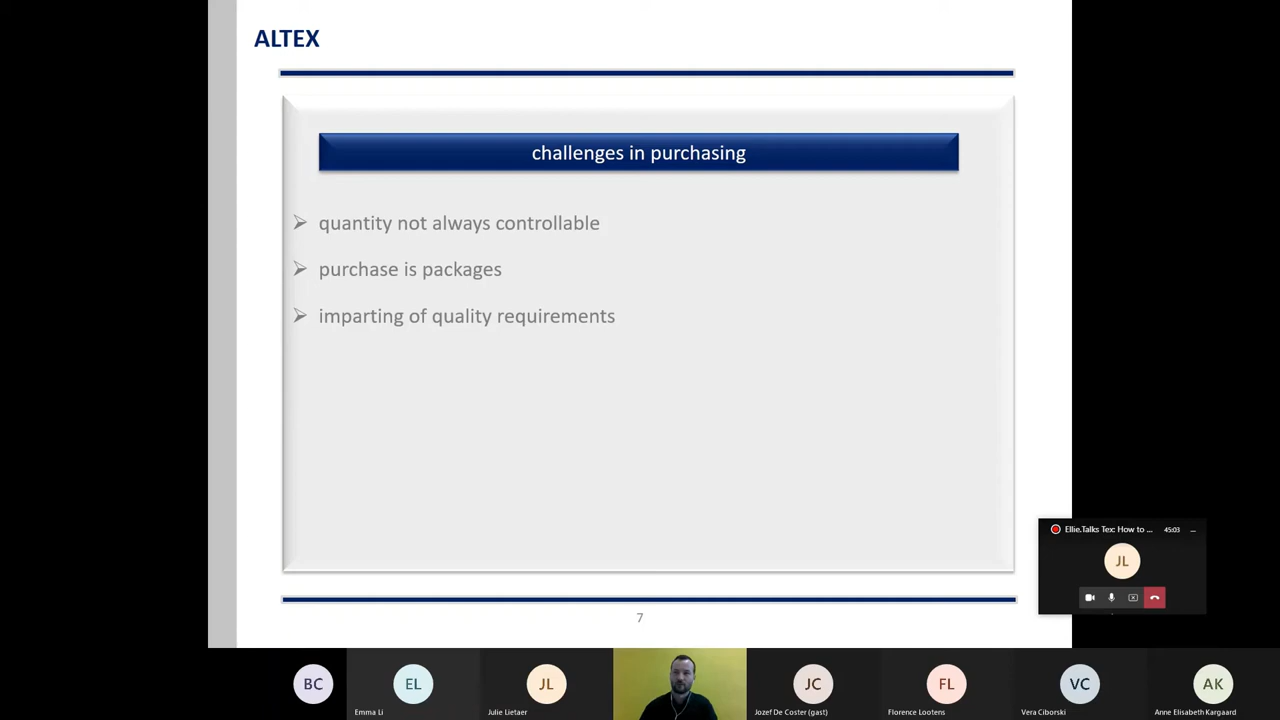 ALTEX
challenges in purchasing
quantity not always controllable
purchase is packages
imparting of quality requirements
Ellie.Talks Tex: How to ... 45:03
JL
7
BC
EL
JL
JC
FL
VC
AK
Emma Li
Julie Lietaer
Jozef De Coster (gast)
Florence Lootens
Vera Ciborski
Anne Elisabeth Kargaard